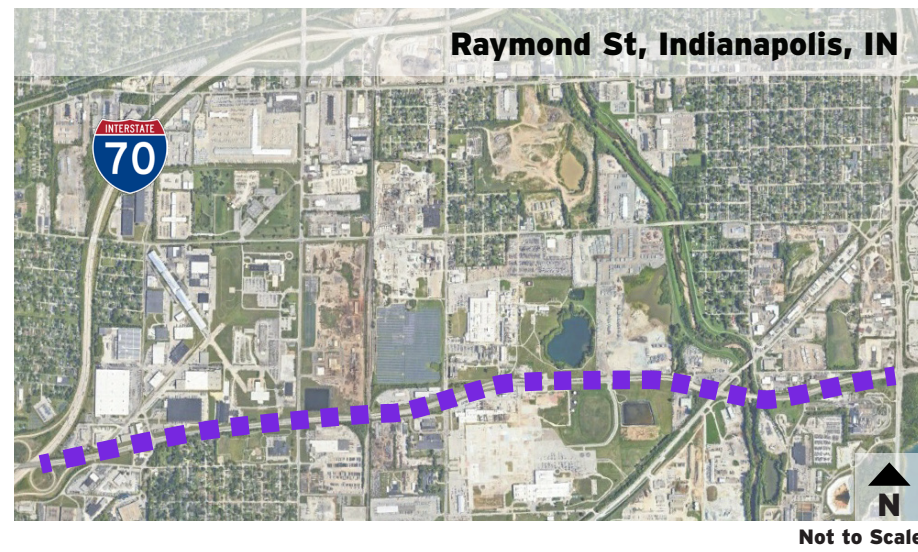 Raymond St, Indianapolis, IN
INTERSTATE
70
N
Not to Scale